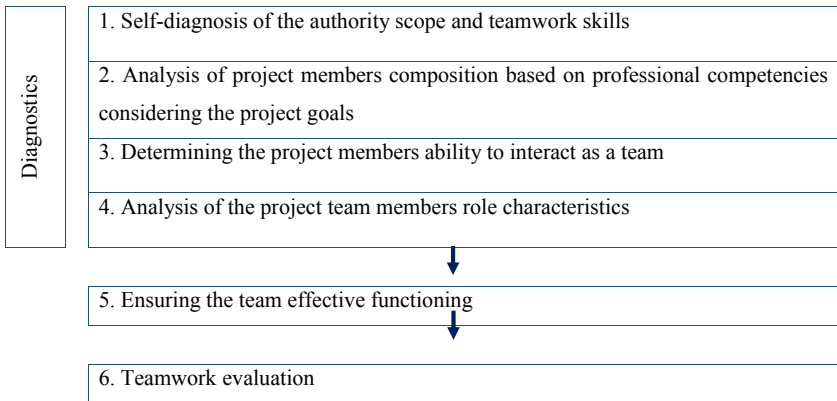 Diagnostics
1. Self-diagnosis of the authority scope and teamwork skills
2. Analysis of project members composition based on professional competencies
considering the project goals
3. Determining the project members ability to interact as a team
4. Analysis of the project team members role characteristics
5. Ensuring the team effective functioning
6. Teamwork evaluation